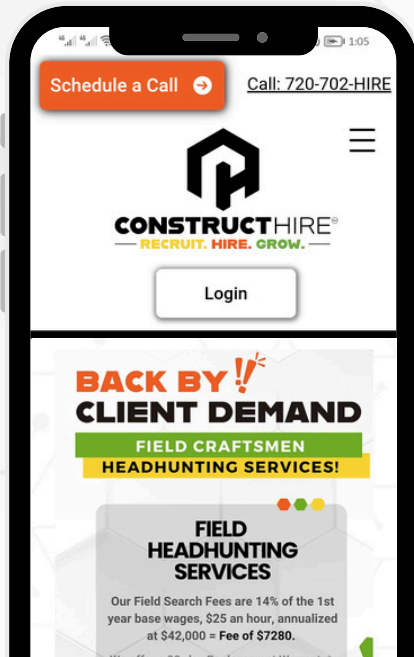 1:05
Schedule a Call
Call: 720-702-HIRE
CONSTRUCTHIRE®
RECRUIT. HIRE. GROW.
Login
BACK BY
CLIENT DEMAND
FIELD CRAFTSMEN
HEADHUNTING SERVICES!
FIELD
HEADHUNTING
SERVICES
Our Field Search Fees are 14% of the 1st
year base wages, $25 an hour, annualized
at $42,000 = Fee of $7280.